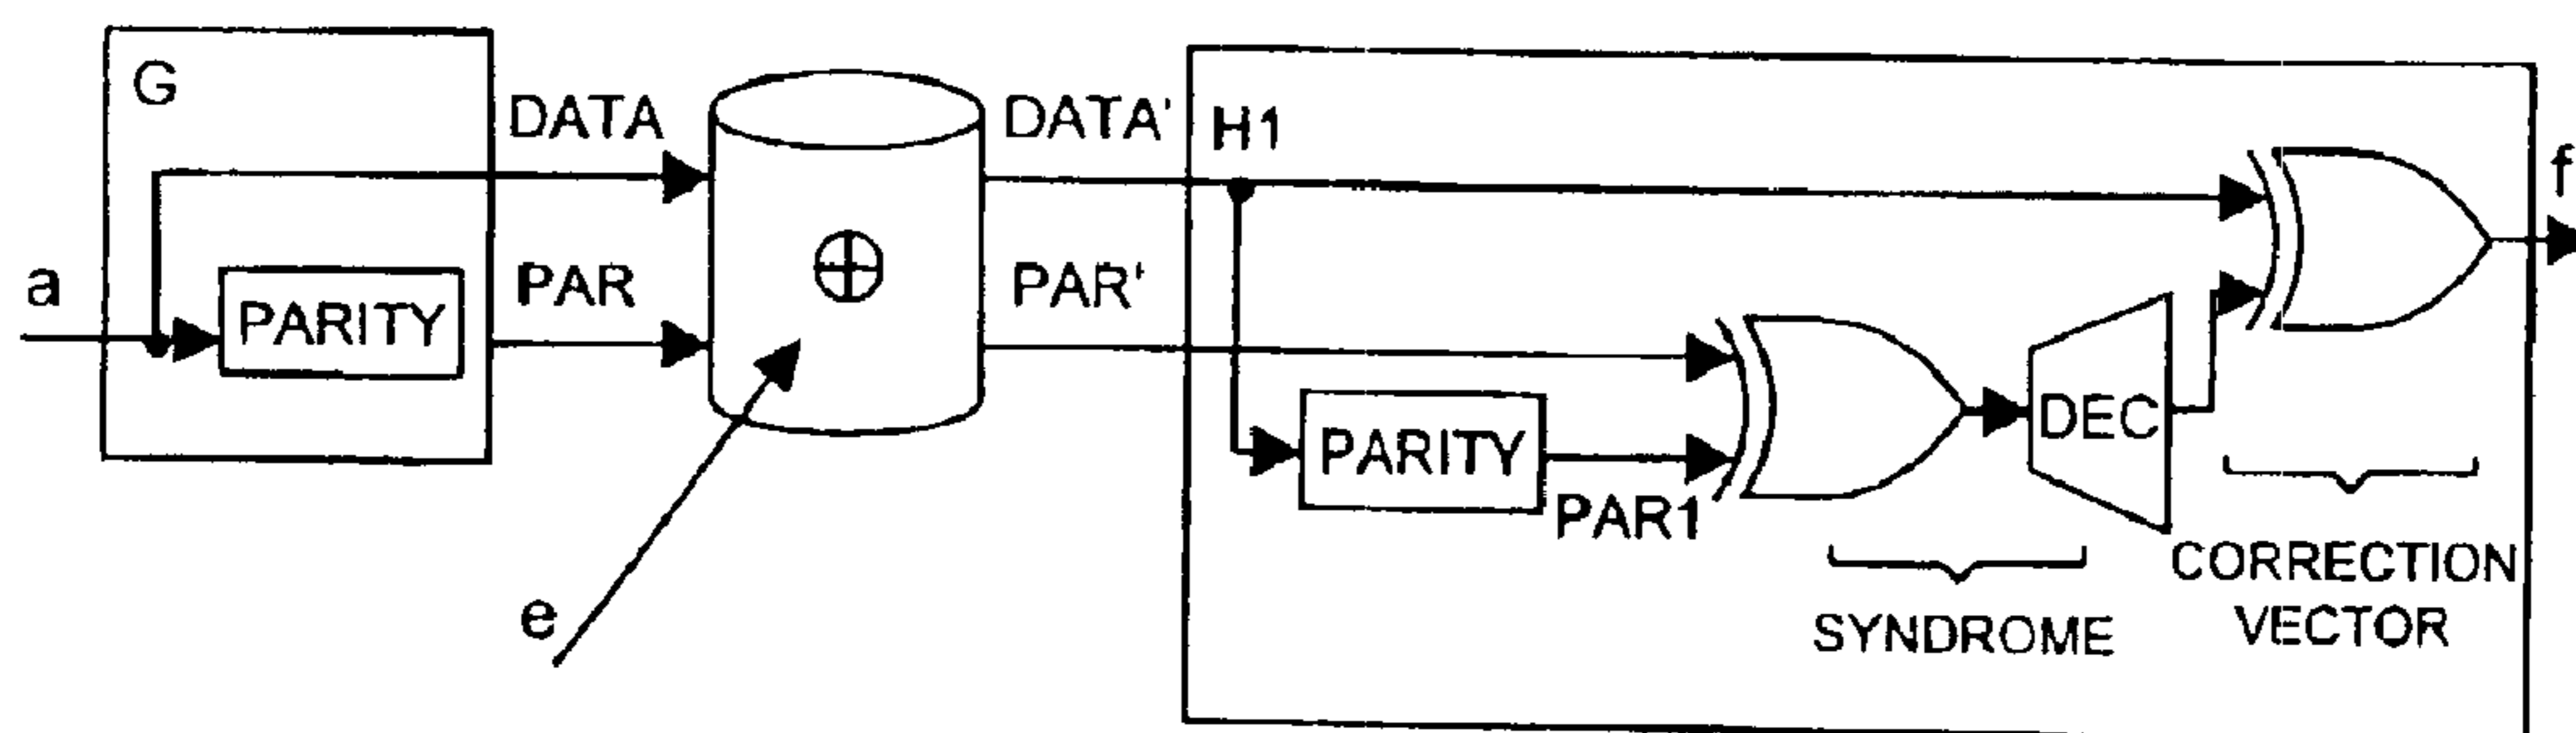 G
DATA
DATA'
H1
f
a
PARITY
PAR
PAR'
PARITY
PAR1
DEC
e
SYNDROME
CORRECTION
VECTOR